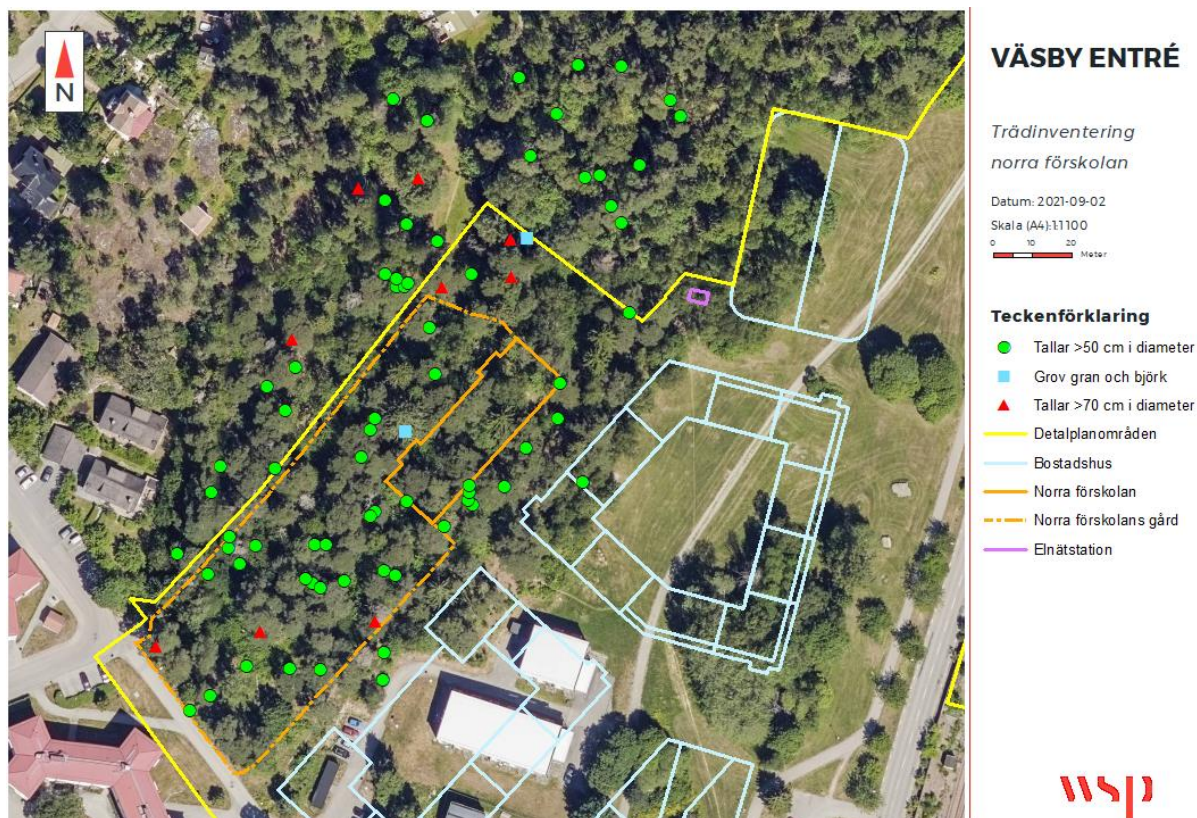 N
VÄSBY ENTRÉ
Trädinventering
norra förskolan
Datum: 2021-09-02
Skala (A4):1:1100
0 10 20
Meter
Teckenförklaring
Tallar >50 cm i diameter
Grov gran och björk
Tallar >70 cm i diameter
Detalplanområden
Bostadshus
Norra förskolan
Norra förskolans gård
Elnätstation
wsp